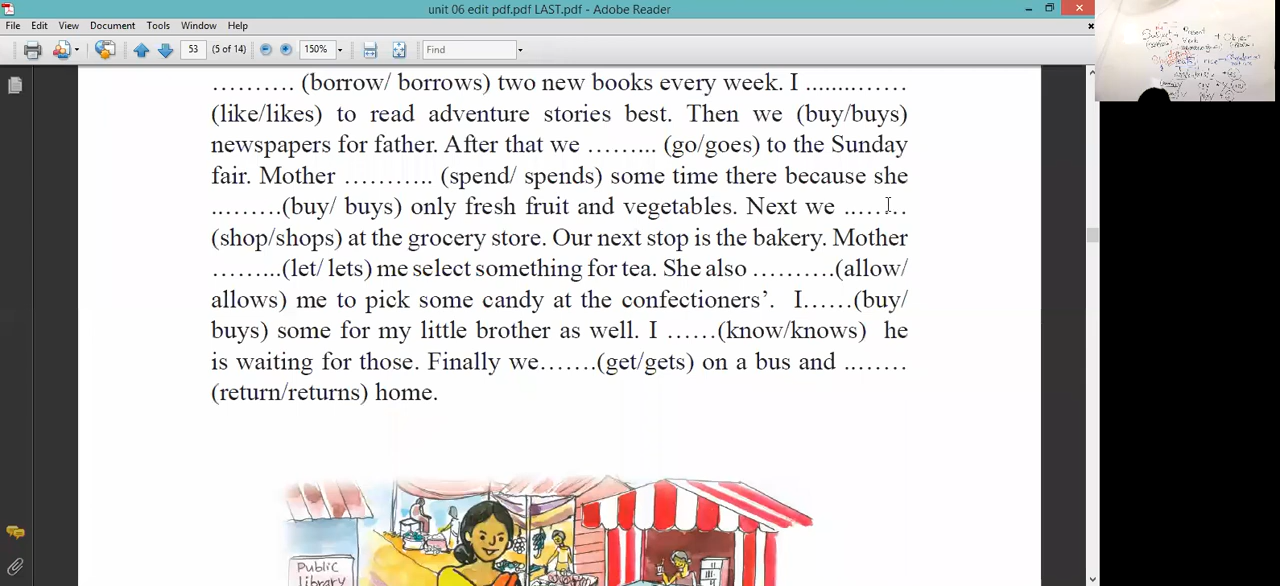 unit 06 edit pdf.pdf LAST.pdf - Adobe Reader
File Edit View Document Tools Window Help
53 (5 of 14) 150% Find
………. (borrow/ borrows) two new books every week. I ........……
(like/likes) to read adventure stories best. Then we (buy/buys)
newspapers for father. After that we ……... (go/goes) to the Sunday
fair. Mother ……….. (spend/ spends) some time there because she
..…….(buy/ buys) only fresh fruit and vegetables. Next we ..……
(shop/shops) at the grocery store. Our next stop is the bakery. Mother
……...(let/ lets) me select something for tea. She also ……….(allow/
allows) me to pick some candy at the confectioners’. I……(buy/
buys) some for my little brother as well. I ……(know/knows) he
is waiting for those. Finally we…….(get/gets) on a bus and ..……
(return/returns) home.
Public
Library
Subject + Present + Object